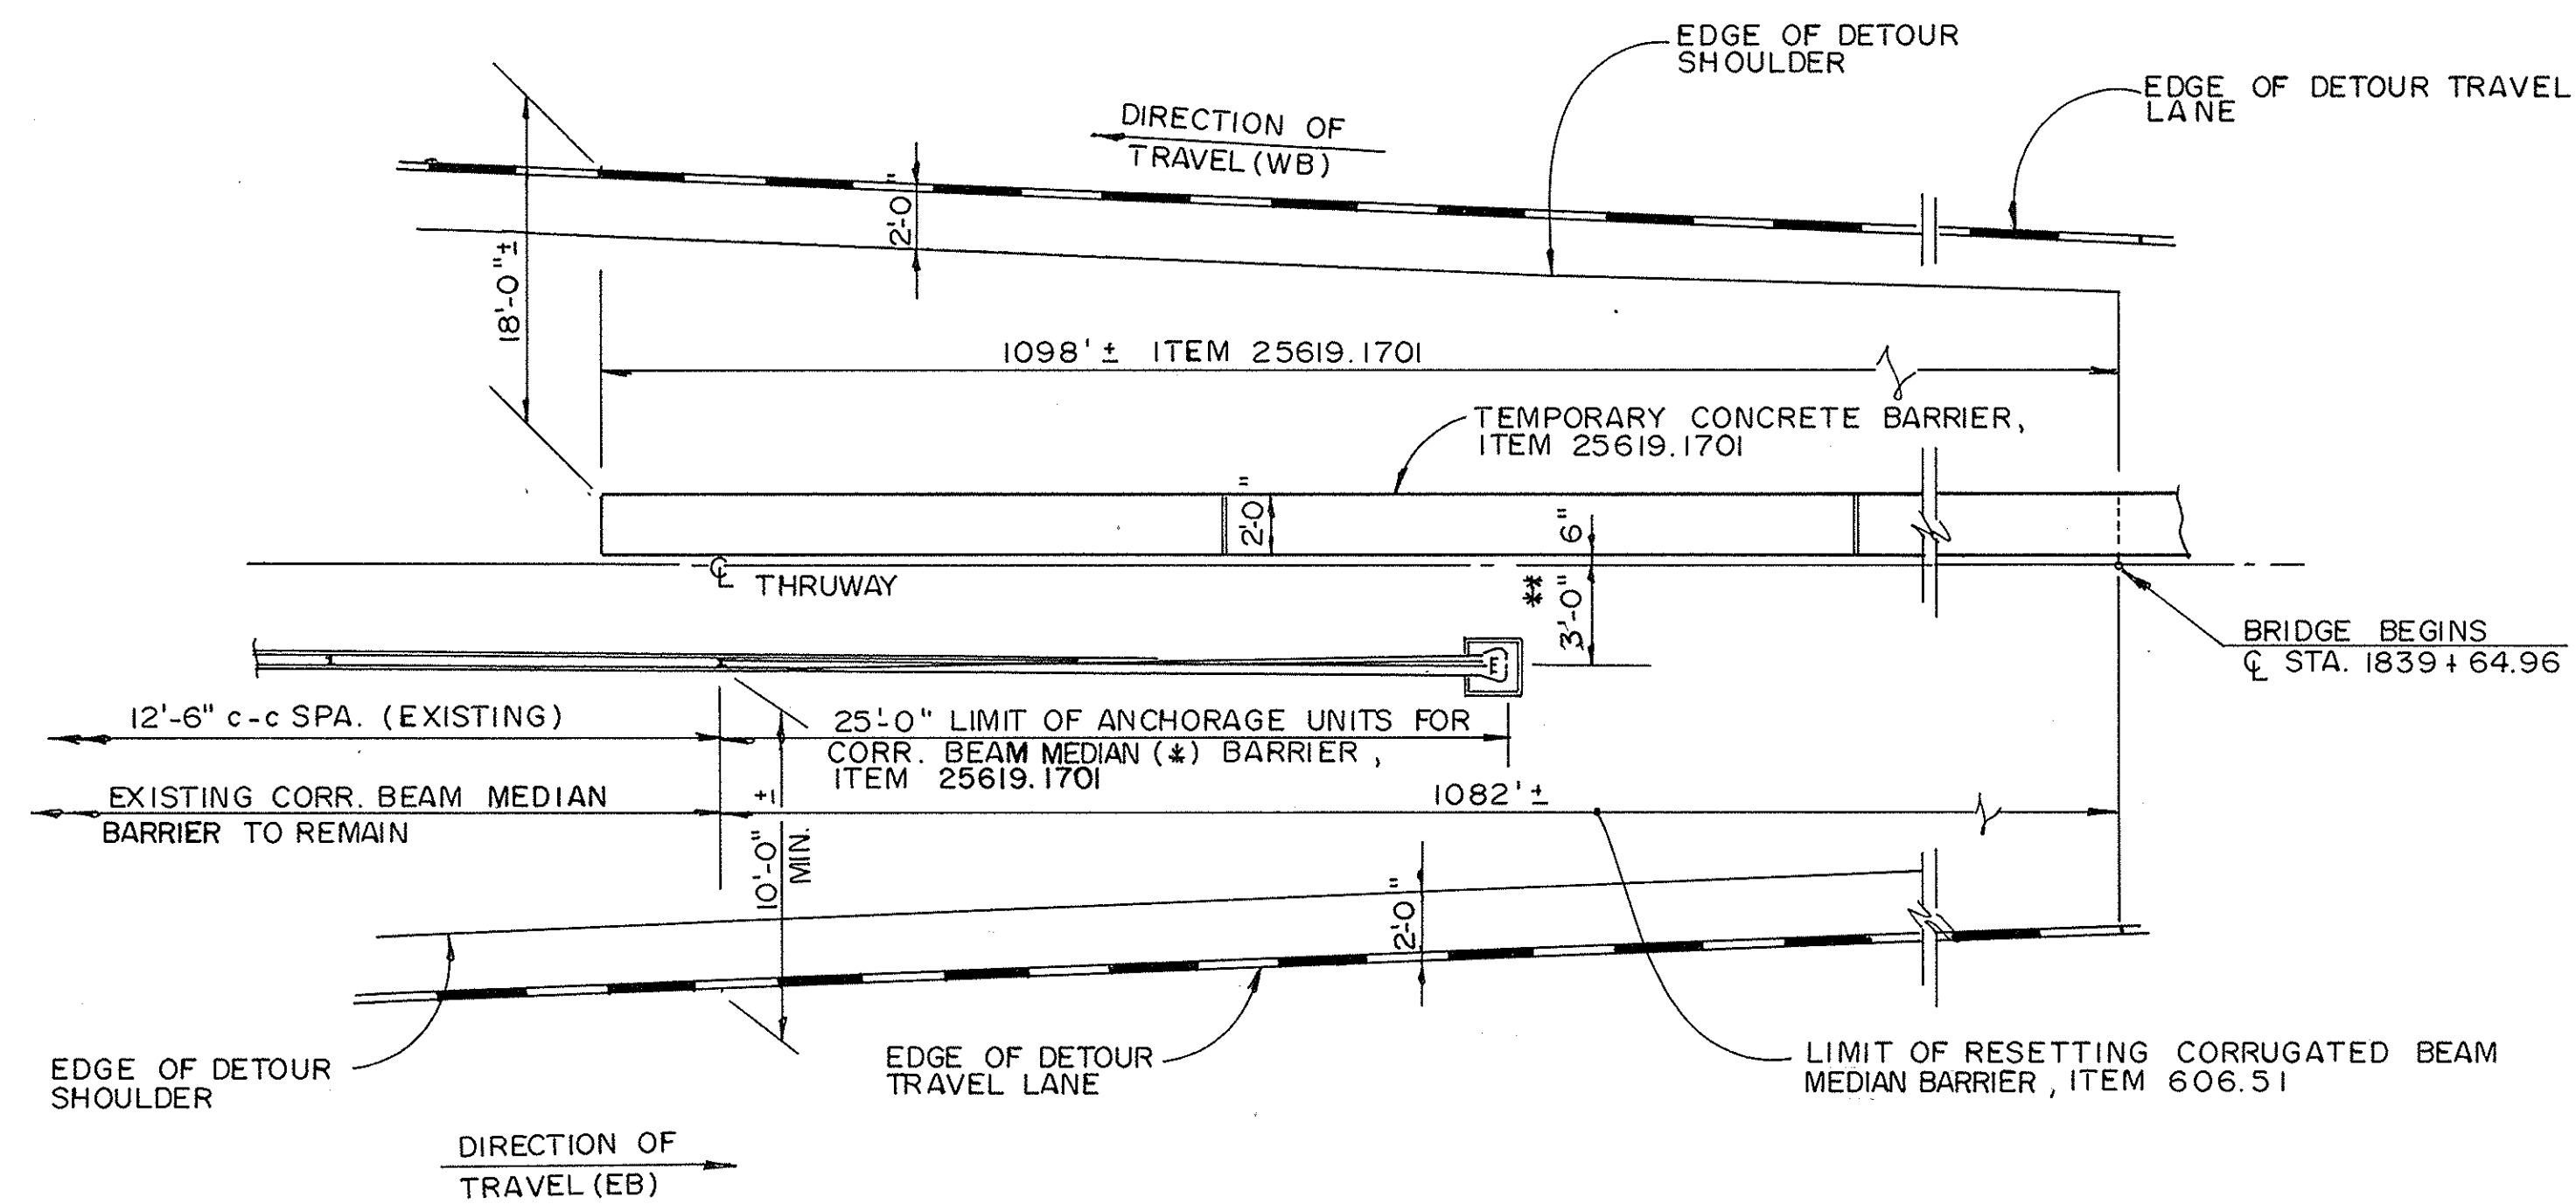 EDGE OF DETOUR
SHOULDER
EDGE OF DETOUR TRAVEL
LANE
DIRECTION OF
TRAVEL (WB)
2'-0"
18'-0"±
1098'± ITEM 25619.1701
TEMPORARY CONCRETE BARRIER,
ITEM 25619.1701
2'-0"
6"
℄ THRUWAY
**
3'-0"
BRIDGE BEGINS
℄ STA. 1839+64.96
E
12'-6" c-c SPA. (EXISTING)
25'-0" LIMIT OF ANCHORAGE UNITS FOR
CORR. BEAM MEDIAN (*) BARRIER,
ITEM 25619.1701
EXISTING CORR. BEAM MEDIAN
BARRIER TO REMAIN
1082'±
10'-0"±
MIN.
2'-0"
EDGE OF DETOUR
SHOULDER
EDGE OF DETOUR
TRAVEL LANE
LIMIT OF RESETTING CORRUGATED BEAM
MEDIAN BARRIER, ITEM 606.51
DIRECTION OF
TRAVEL (EB)